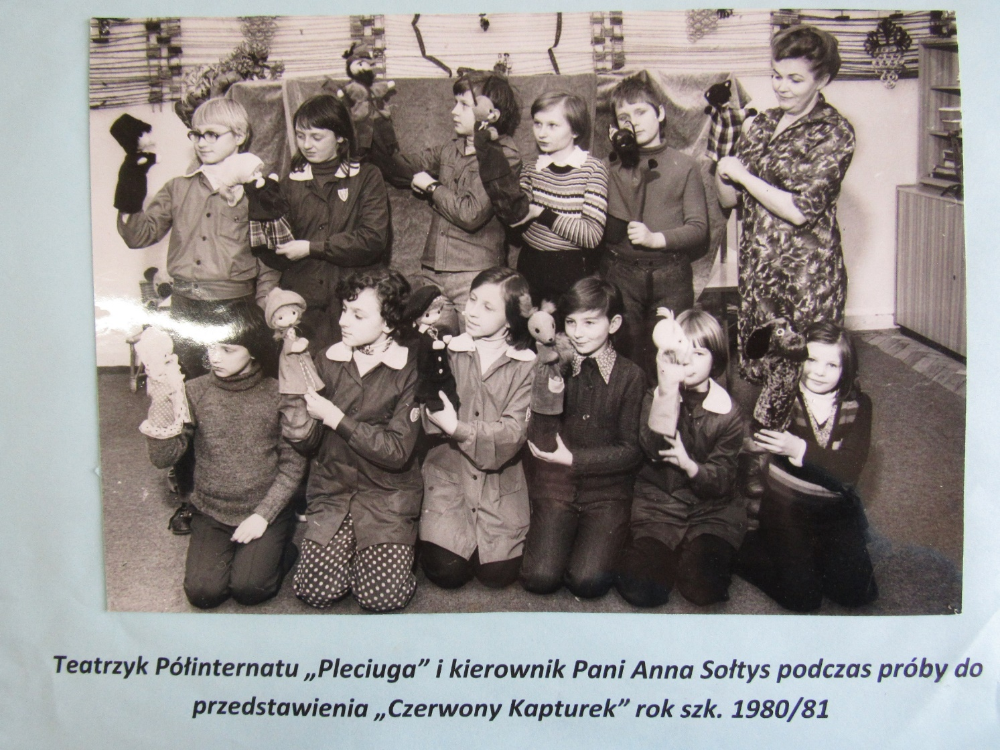 Teatrzyk Półinternatu „Pleciuga” i kierownik Pani Anna Sołtys podczas próby do
przedstawienia „Czerwony Kapturek” rok szk. 1980/81